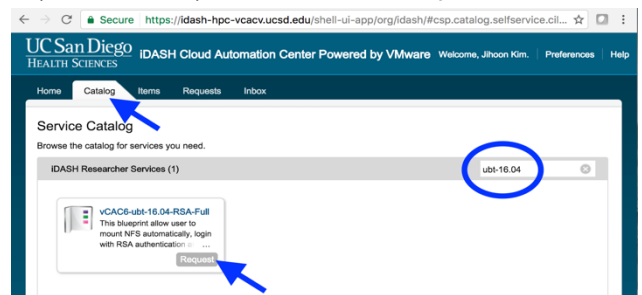 Secure https://idash-hpc-vcacv.ucsd.edu/shell-ui-app/org/idash/#csp.catalog.selfservice.cil...
UC San Diego
HEALTH SCIENCES
iDASH Cloud Automation Center Powered by VMware Welcome, Jihoon Kim. Preferences Help
Home Catalog Items Requests Inbox
Service Catalog
Browse the catalog for services you need.
iDASH Researcher Services (1) ubt-16.04
vCAC6-ubt-16.04-RSA-Full
This blueprint allow user to
mount NFS automatically, login
with RSA authentication ...
Request